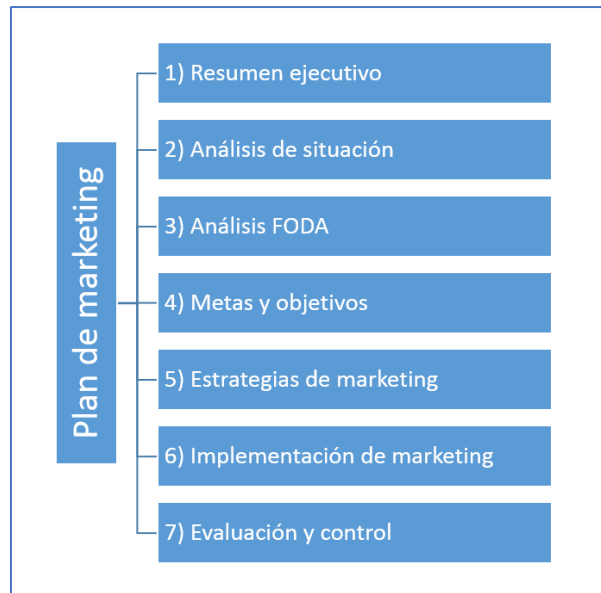 Plan de marketing
1) Resumen ejecutivo
2) Análisis de situación
3) Análisis FODA
4) Metas y objetivos
5) Estrategias de marketing
6) Implementación de marketing
7) Evaluación y control